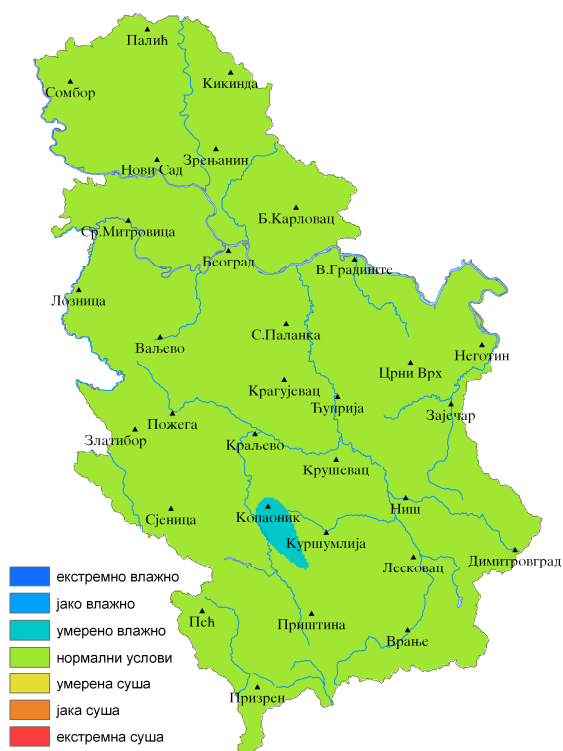 Палић
Кикинда
Сомбор
Зрењанин
Нови Сад
Б.Карловац
Ср.Митровица
Београд
В.Градиште
Лозница
С.Паланка
Ваљево
Неготин
Црни Врх
Крагујевац
Ћуприја
Зајечар
Пожега
Златибор
Краљево
Крушевац
Копаоник
Ниш
Сјеница
Куршумлија
Лесковац
Димитровград
Пећ
Приштина
Врање
Призрен
екстремно влажно
јако влажно
умерено влажно
нормални услови
умерена суша
јака суша
екстремна суша